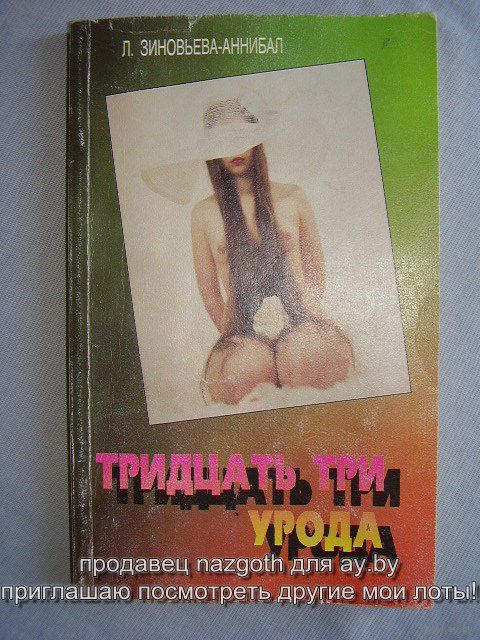 Л. ЗИНОВЬЕВА-АННИБАЛ
ТРИДЦАТЬ ТРИ
УРОДА
продавец nazgoth для ay.by
приглашаю посмотреть другие мои лоты!